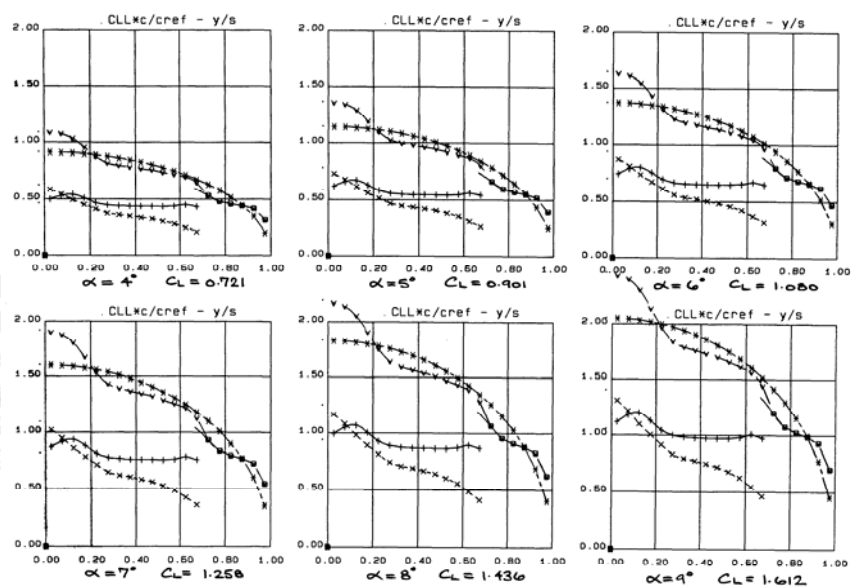 CLL*c/cref - y/s
CLL*c/cref - y/s
CLL*c/cref - y/s
2.00
1.50
1.00
0.50
0.00
0.00 0.20 0.40 0.60 0.80 1.00
α = 4° CL = 0.721
2.00
1.50
1.00
0.50
0.00
0.00 0.20 0.40 0.60 0.80 1.00
α = 5° CL = 0.901
2.00
1.50
1.00
0.50
0.00
0.00 0.20 0.40 0.60 0.80 1.00
α = 6° CL = 1.080
CLL*c/cref - y/s
CLL*c/cref - y/s
CLL*c/cref - y/s
2.00
1.50
1.00
0.50
0.00
0.00 0.20 0.40 0.60 0.80 1.00
α = 7° CL = 1.258
2.00
1.50
1.00
0.50
0.00
0.00 0.20 0.40 0.60 0.80 1.00
α = 8° CL = 1.436
2.00
1.50
1.00
0.50
0.00
0.00 0.20 0.40 0.60 0.80 1.00
α = 9° CL = 1.612